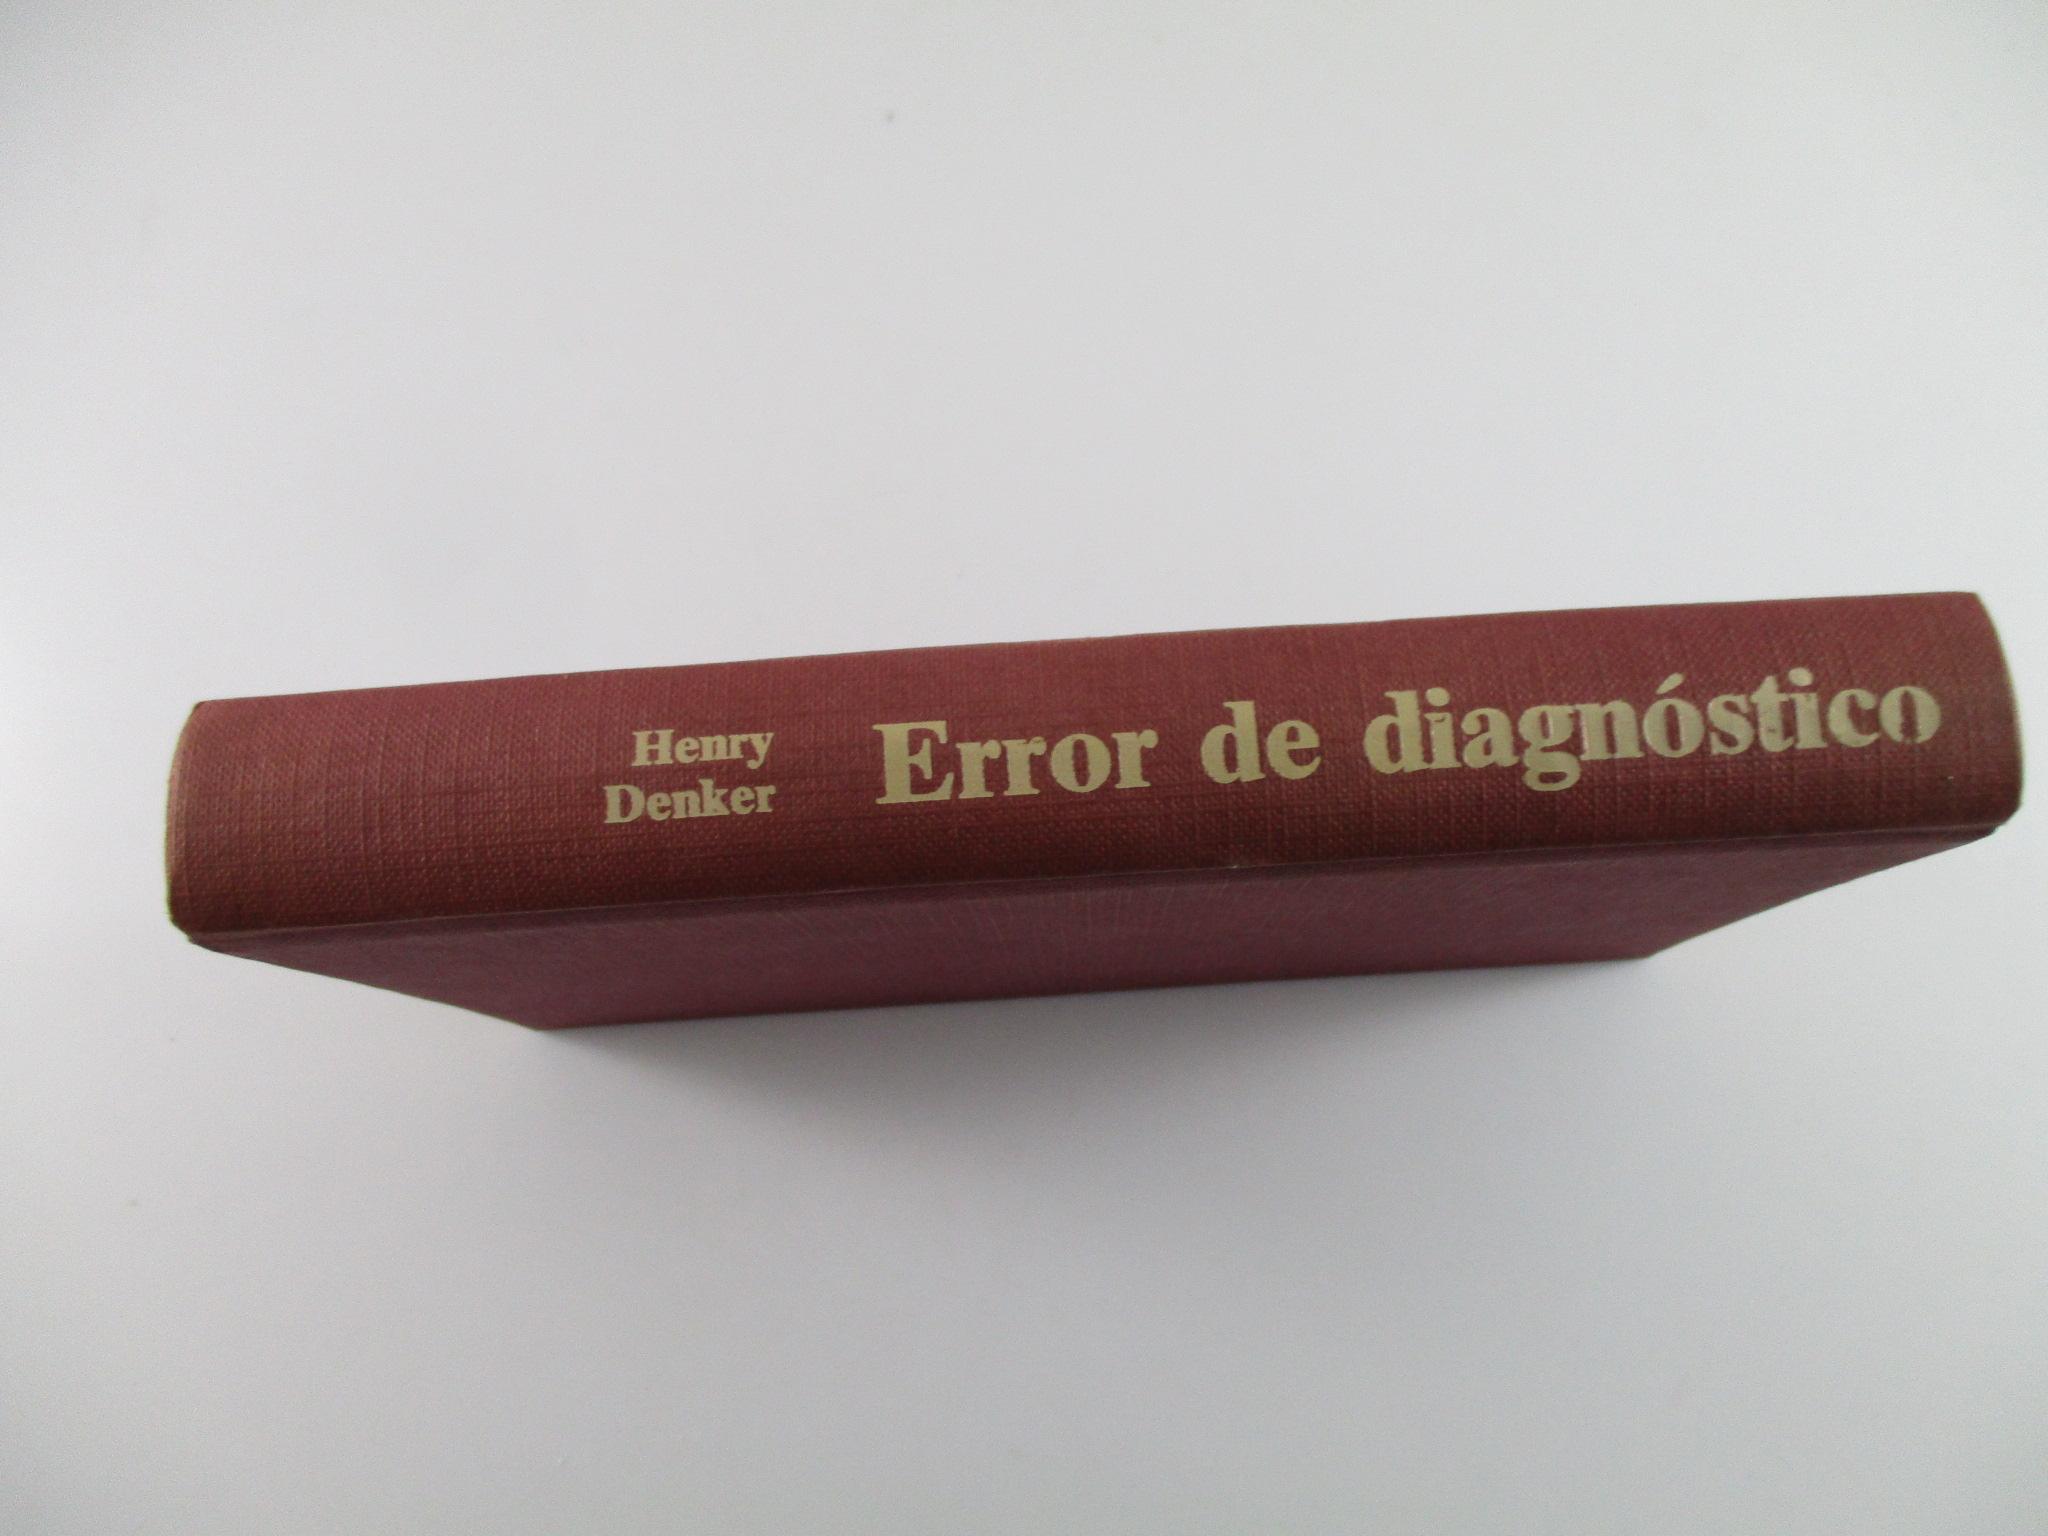 Henry
Denker
Error de diagnóstico